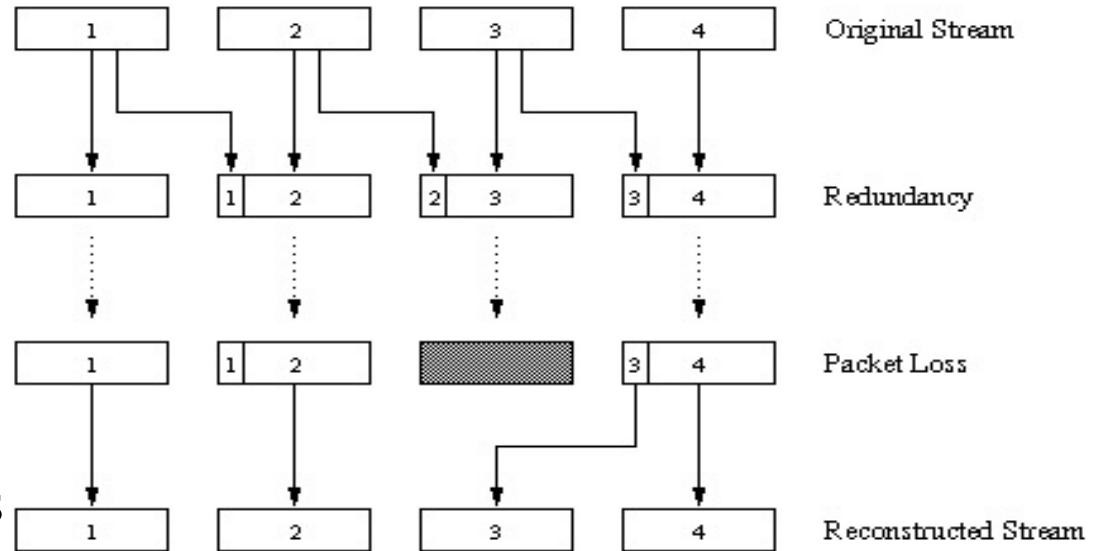 1 2 3 4 Original Stream
1 1 2 2 3 3 4 Redundancy
1 1 2 3 4 Packet Loss
1 2 3 4 Reconstructed Stream